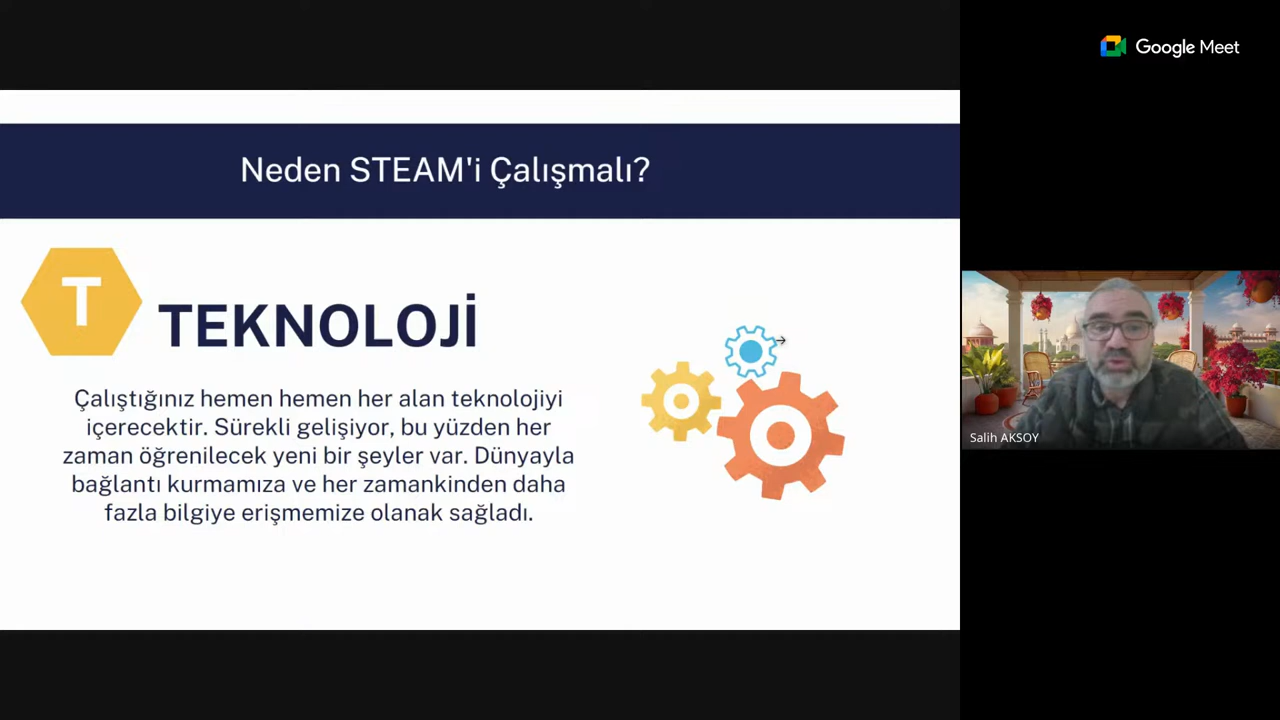 Google Meet
Neden STEAM'i Çalışmalı?
T
TEKNOLOJİ
Çalıştığınız hemen hemen her alan teknolojiyi
içerecektir. Sürekli gelişiyor, bu yüzden her
zaman öğrenilecek yeni bir şeyler var. Dünyayla
bağlantı kurmamıza ve her zamankinden daha
fazla bilgiye erişmemize olanak sağladı.
Salih AKSOY